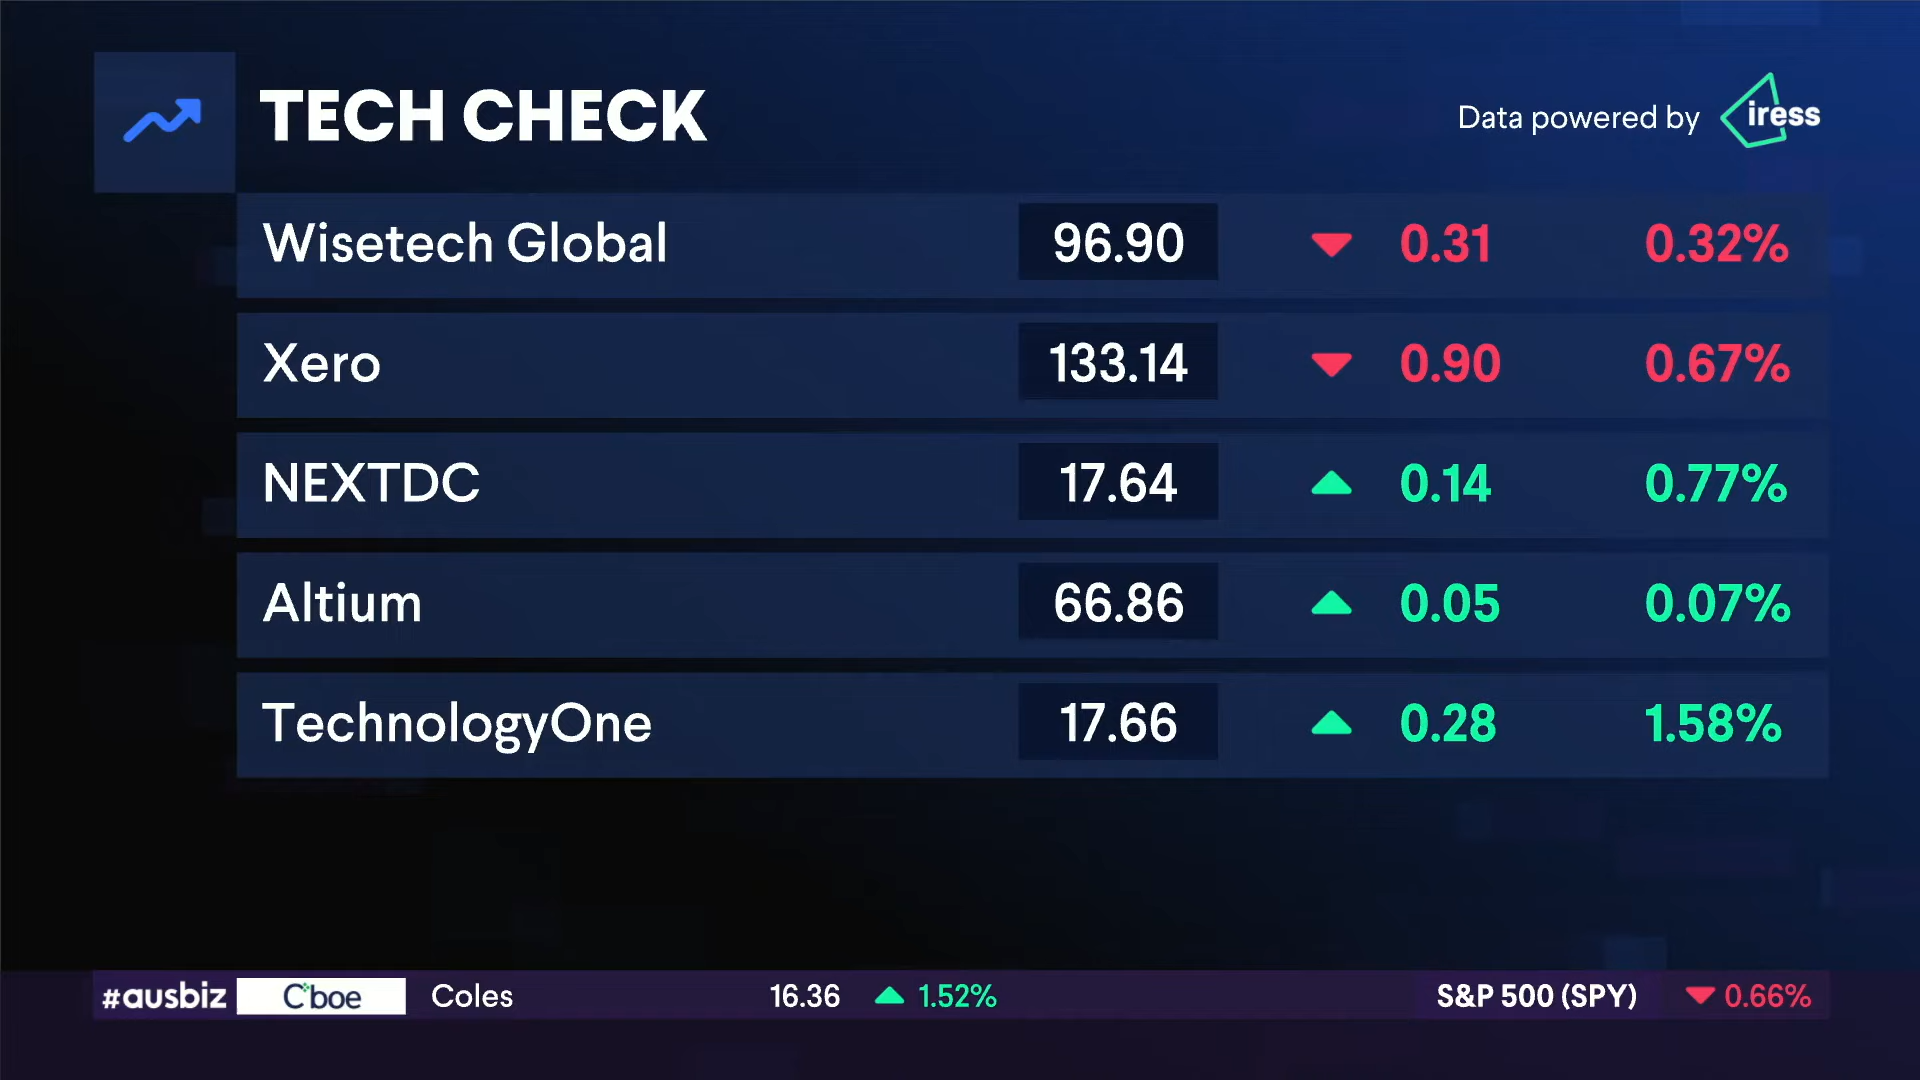 TECH CHECK
Data powered by iress
Wisetech Global 96.90 0.31 0.32%
Xero 133.14 0.90 0.67%
NEXTDC 17.64 0.14 0.77%
Altium 66.86 0.05 0.07%
TechnologyOne 17.66 0.28 1.58%
#ausbiz Cboe Coles 16.36 1.52% S&P 500 (SPY) 0.66%